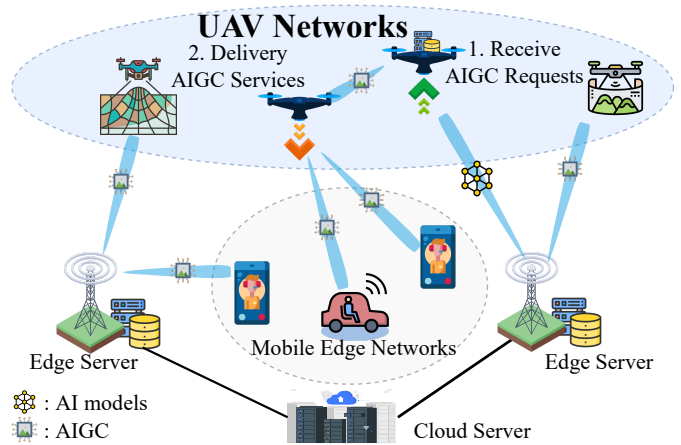 UAV Networks
2. Delivery
AIGC Services
1. Receive
AIGC Requests
Edge Server
Mobile Edge Networks
Edge Server
: AI models
: AIGC
Cloud Server